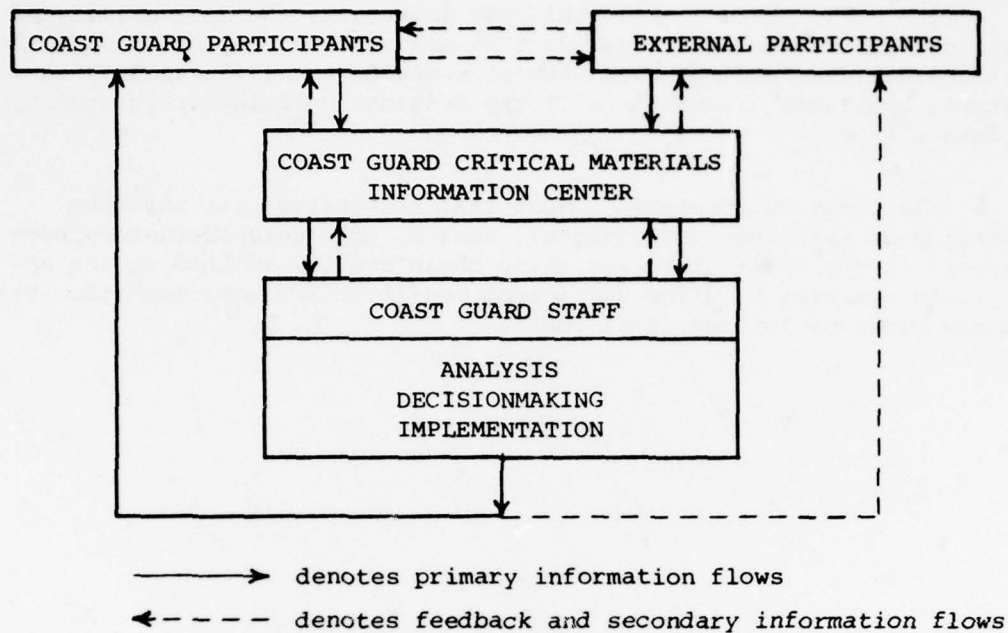 COAST GUARD PARTICIPANTS
EXTERNAL PARTICIPANTS
COAST GUARD CRITICAL MATERIALS
INFORMATION CENTER
COAST GUARD STAFF
ANALYSIS
DECISIONMAKING
IMPLEMENTATION
denotes primary information flows
denotes feedback and secondary information flows